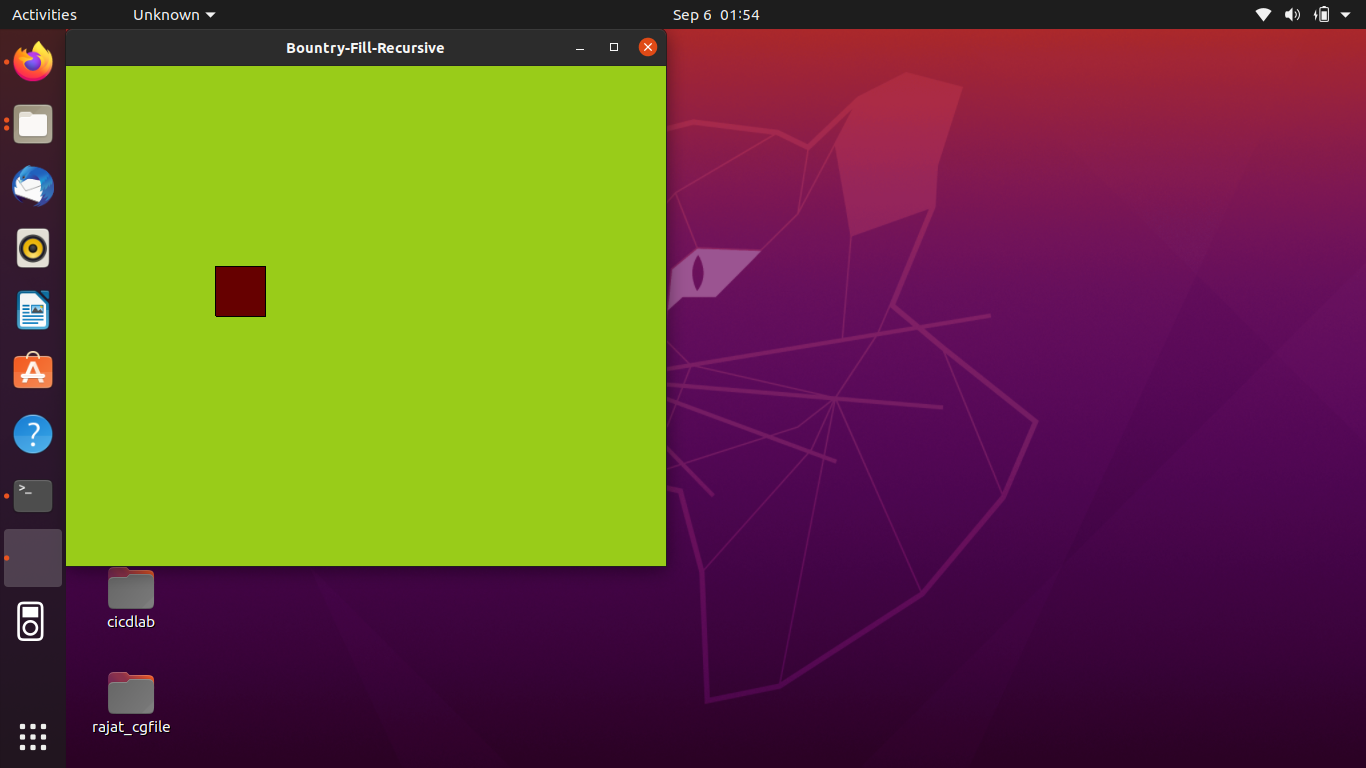 Activities
Unknown
Sep 6 01:54
Bountry-Fill-Recursive
>_
?
cicdlab
rajat_cgfile